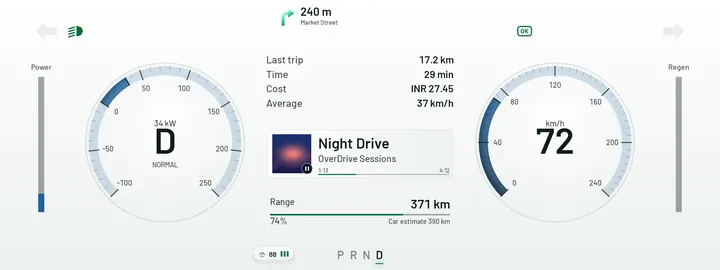 240 m
Market Street
OK
Power
Regen
Last trip 17.2 km
Time 29 min
Cost INR 27.45
Average 37 km/h
-100
-50
0
50
100
150
200
250
34 kW
D
NORMAL
Night Drive
OverDrive Sessions
1:13 4:12
Range 371 km
74% Car estimate 390 km
0
40
80
120
160
200
240
km/h
72
88
P R N D